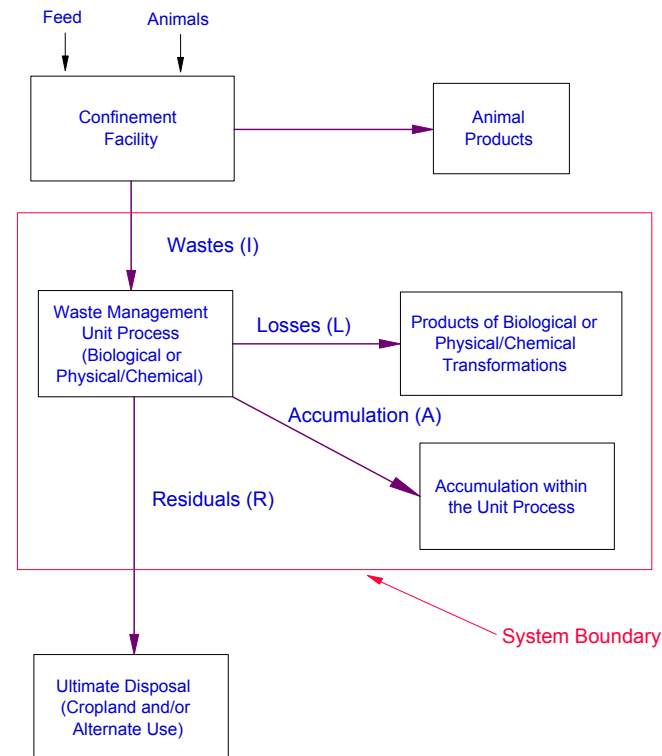 Feed
Animals
Confinement
Facility
Animal
Products
Wastes (I)
Waste Management
Unit Process
(Biological or
Physical/Chemical)
Losses (L)
Products of Biological or
Physical/Chemical
Transformations
Accumulation (A)
Accumulation within
the Unit Process
Residuals (R)
System Boundary
Ultimate Disposal
(Cropland and/or
Alternate Use)